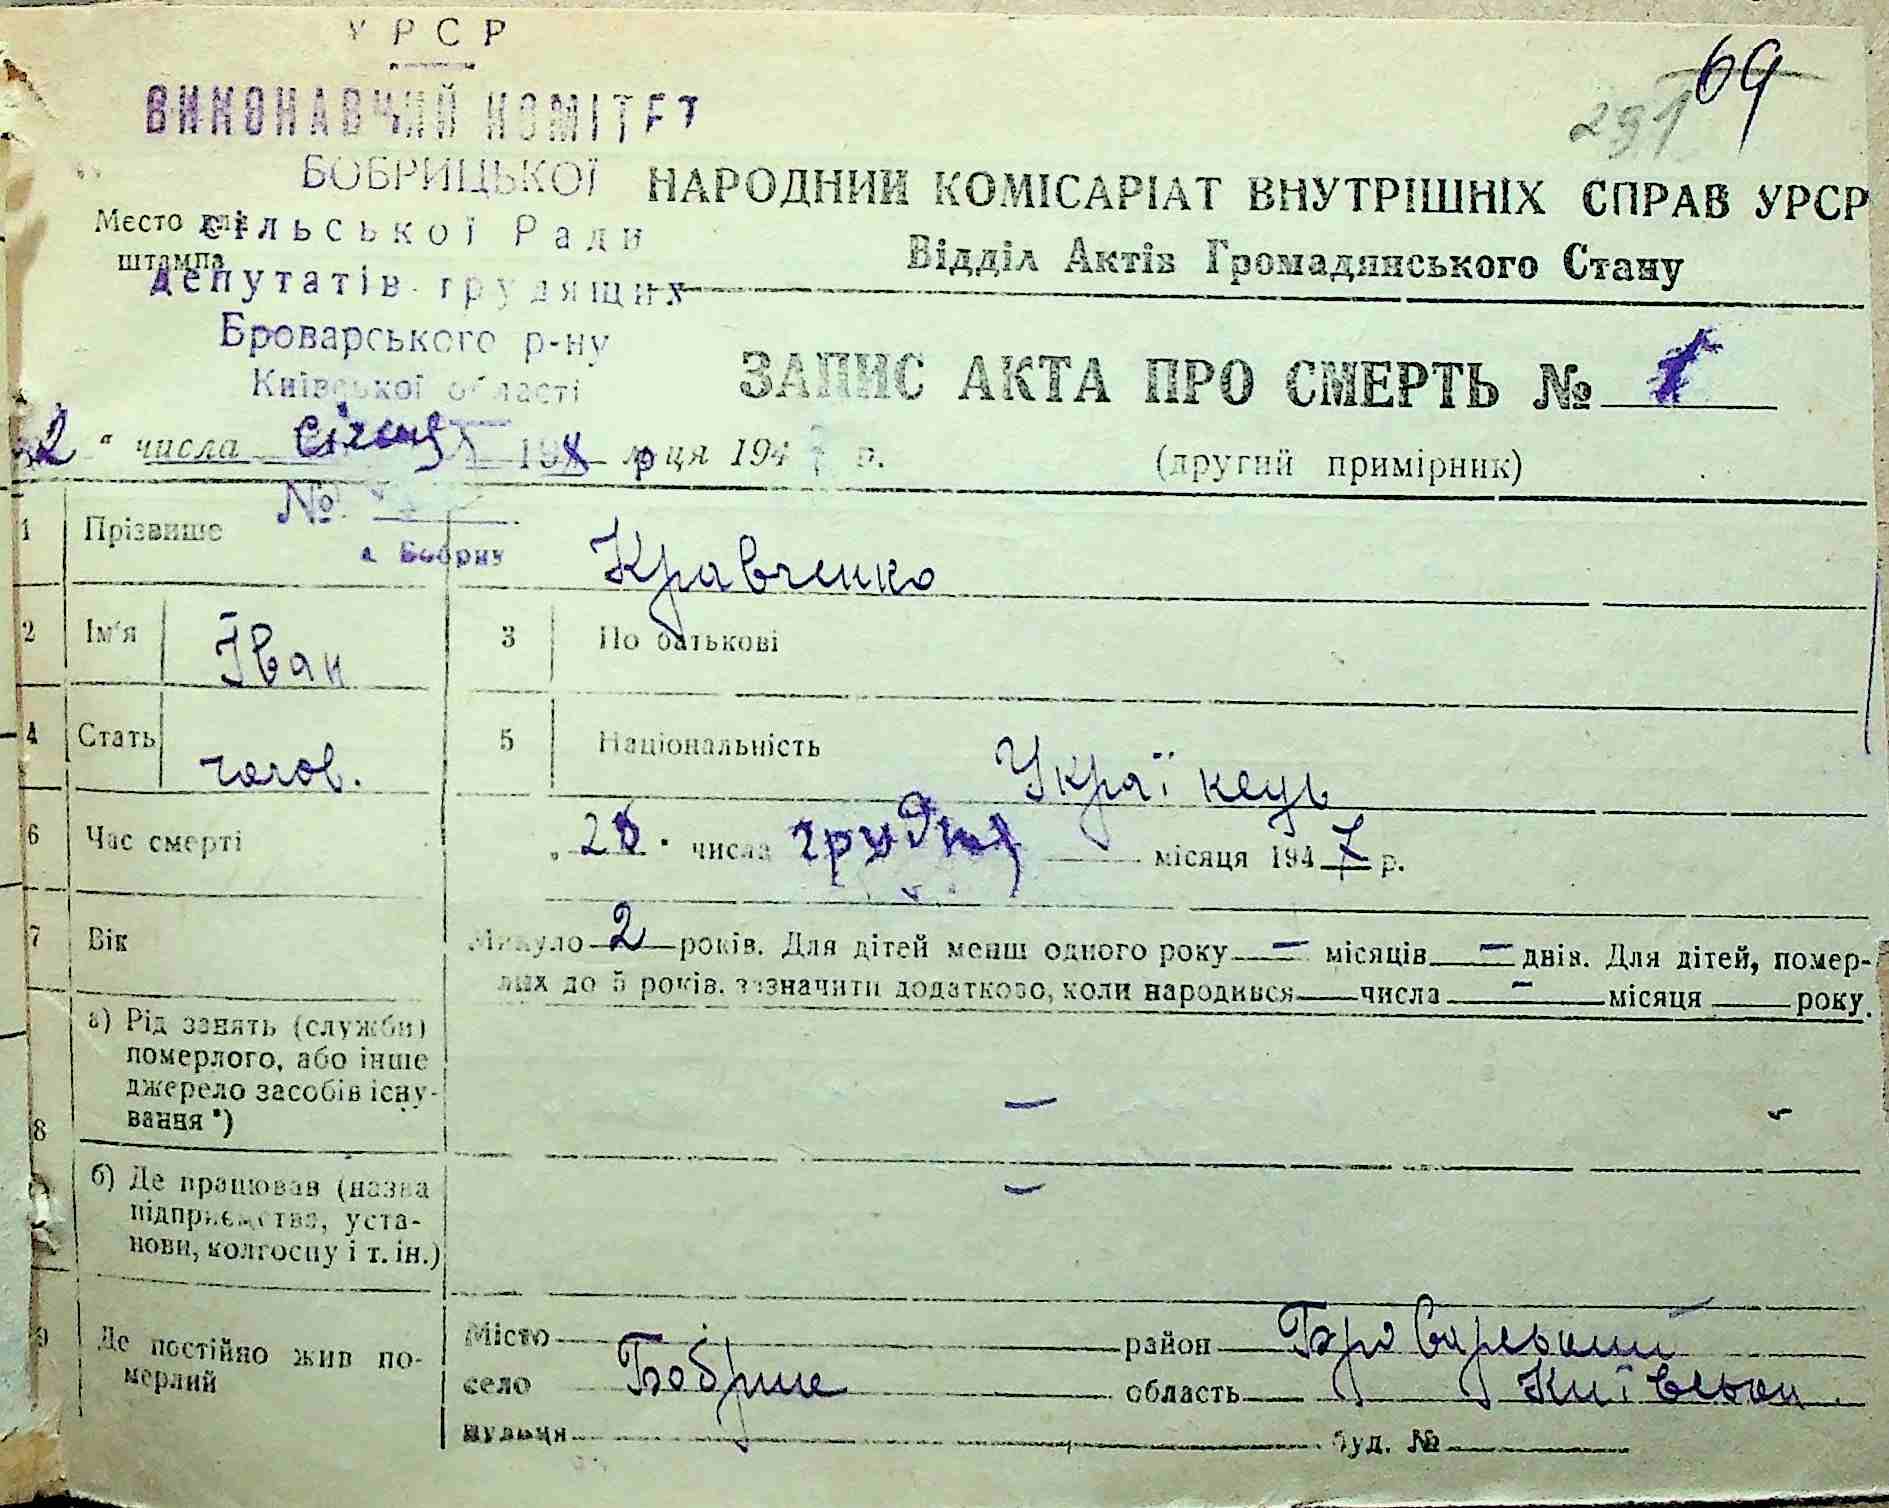 УРСР
69
ВИКОНАВЧИЙ КОМІТЕТ
291
БОБРИЦЬКОЇ
НАРОДНИЙ КОМІСАРІАТ ВНУТРІШНІХ СПРАВ УРСР
Место для
сільської Ради
Відділ Актів Громадянського Стану
штампа
депутатів трудящих
Броварського р-ну
ЗАПИС АКТА ПРО СМЕРТЬ № 1
Київської області
2 " числа січня 198 р м ця 194 р.
(другий примірник)
№
1 Прізвище Кравченко
с. Бобрик
2 Ім'я Іван 3 По батькові
4 Стать чолов. 5 Національність Українець
6 Час смерті „ 28 " числа грудня місяця 1947 р.
7 Вік Минуло 2 років. Для дітей менш одного року – місяців – днів. Для дітей, помер-
лих до 5 років, зазначити додатково, коли народився числа – місяця року.
8 а) Рід занять (служби)
померлого, або інше
джерело засобів існу-
вання *) –
б) Де працював (назва –
підприємства, уста-
нови, колгоспу і т. ін.)
9 Де постійно жив по-
мерлий
Місто район Броварський
село Бобрик область Київська
вулиця буд. №